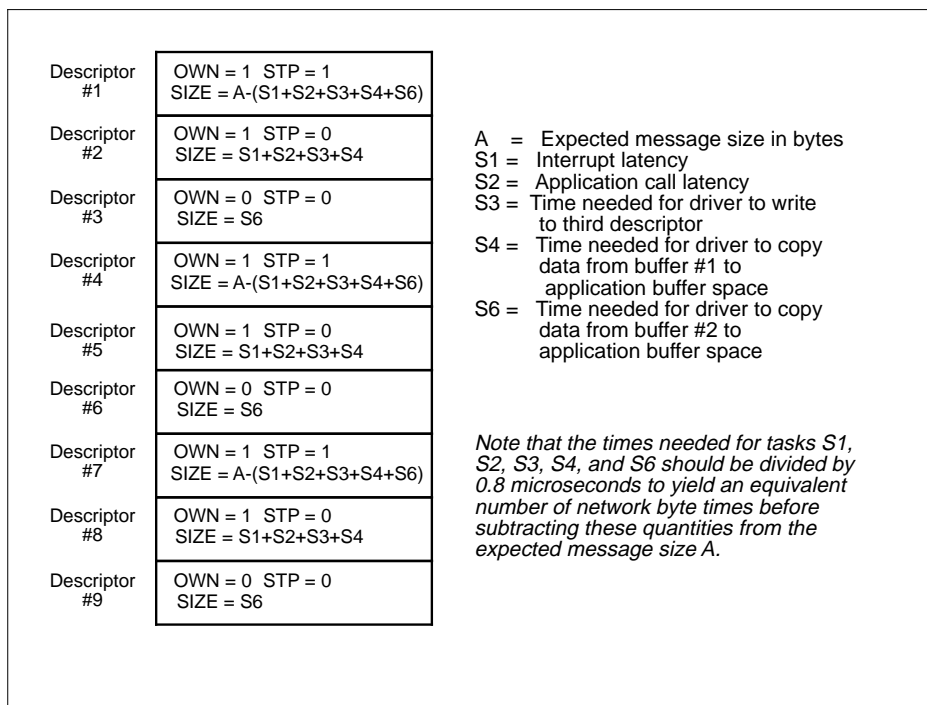 Descriptor
#1
OWN = 1 STP = 1
SIZE = A-(S1+S2+S3+S4+S6)
Descriptor
#2
OWN = 1 STP = 0
SIZE = S1+S2+S3+S4
Descriptor
#3
OWN = 0 STP = 0
SIZE = S6
Descriptor
#4
OWN = 1 STP = 1
SIZE = A-(S1+S2+S3+S4+S6)
Descriptor
#5
OWN = 1 STP = 0
SIZE = S1+S2+S3+S4
Descriptor
#6
OWN = 0 STP = 0
SIZE = S6
Descriptor
#7
OWN = 1 STP = 1
SIZE = A-(S1+S2+S3+S4+S6)
Descriptor
#8
OWN = 1 STP = 0
SIZE = S1+S2+S3+S4
Descriptor
#9
OWN = 0 STP = 0
SIZE = S6
A = Expected message size in bytes
S1 = Interrupt latency
S2 = Application call latency
S3 = Time needed for driver to write
to third descriptor
S4 = Time needed for driver to copy
data from buffer #1 to
application buffer space
S6 = Time needed for driver to copy
data from buffer #2 to
application buffer space
Note that the times needed for tasks S1,
S2, S3, S4, and S6 should be divided by
0.8 microseconds to yield an equivalent
number of network byte times before
subtracting these quantities from the
expected message size A.